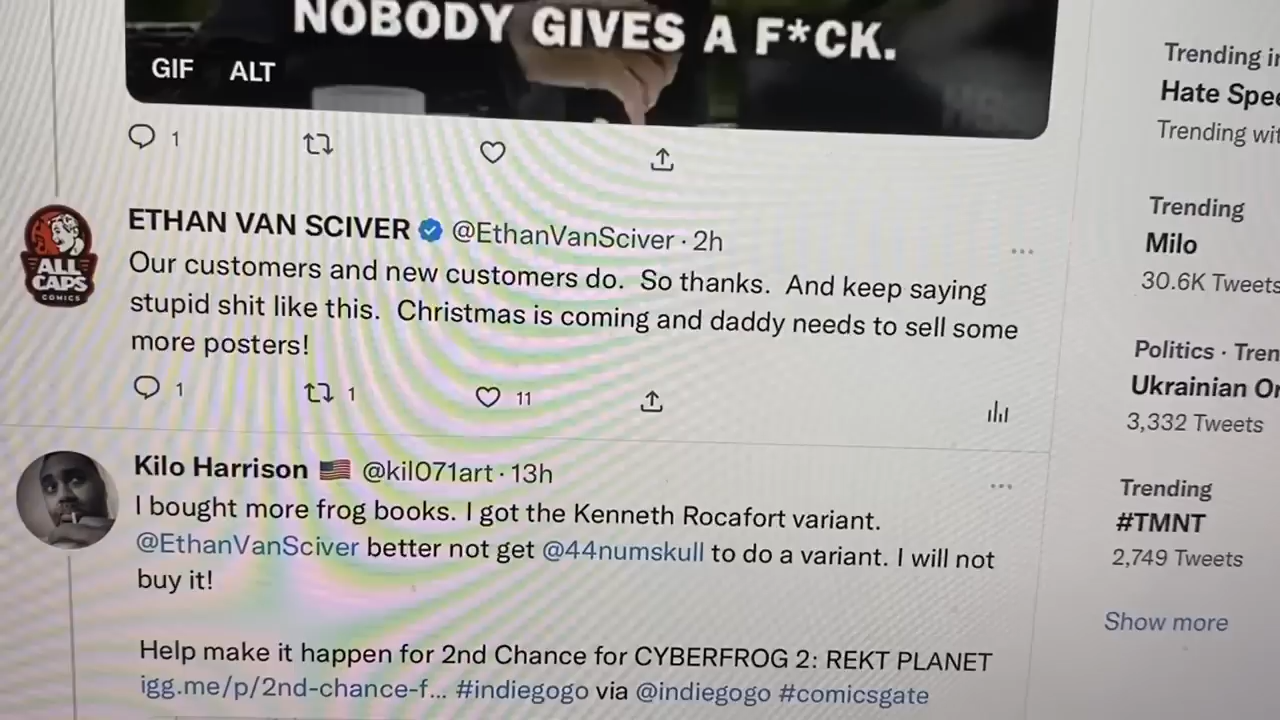 NOBODY GIVES A F*CK.
GIF ALT
1
ETHAN VAN SCIVER @EthanVanSciver · 2h
Our customers and new customers do. So thanks. And keep saying
stupid shit like this. Christmas is coming and daddy needs to sell some
more posters!
1 1 11
ALL
CAPS
COMICS
Kilo Harrison 🇺🇸 @kil071art · 13h
I bought more frog books. I got the Kenneth Rocafort variant.
@EthanVanSciver better not get @44numskull to do a variant. I will not
buy it!
Help make it happen for 2nd Chance for CYBERFROG 2: REKT PLANET
igg.me/p/2nd-chance-f... #indiegogo via @indiegogo #comicsgate
Trending
Hate
Trending
Trending
Milo
30.6K Tweets
Politics ·
Ukrainian
3,332 Tweets
Trending
#TMNT
2,749 Tweets
Show more